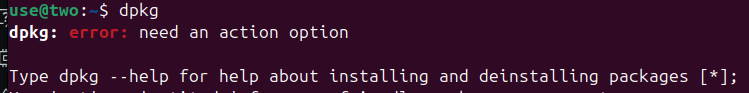 use@two:~$ dpkg
dpkg: error: need an action option
Type dpkg --help for help about installing and deinstalling packages [*];